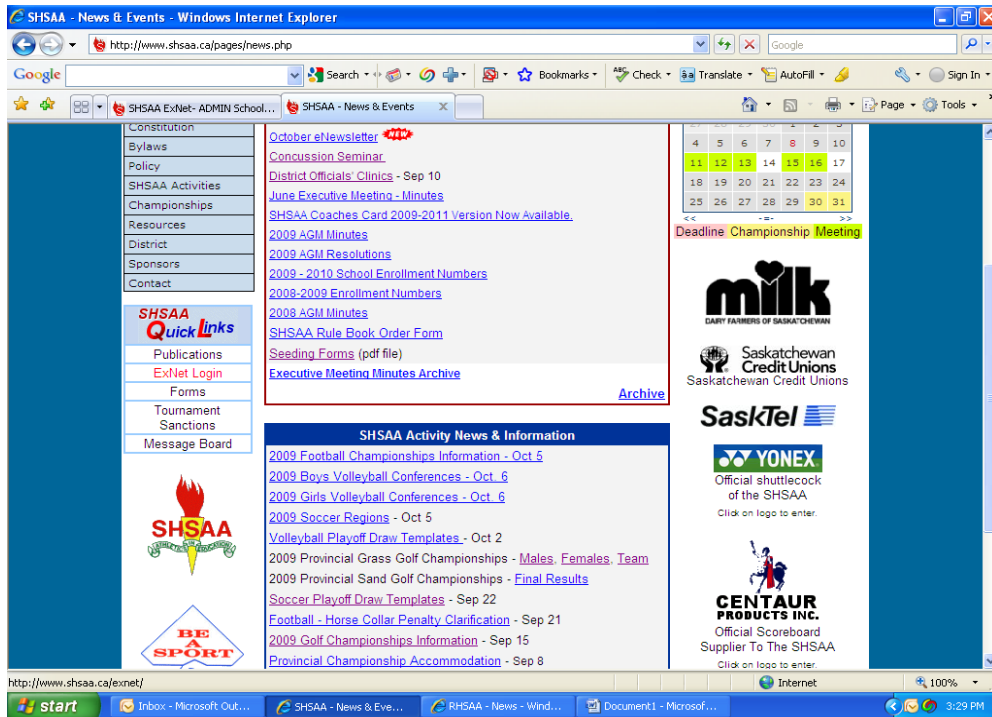 SHSAA - News & Events - Windows Internet Explorer
http://www.shsaa.ca/pages/news.php
Google
Google
Search
Bookmarks
Check
Translate
AutoFill
Sign In
SHSAA ExNet- ADMIN School...
SHSAA - News & Events
Page
Tools
Constitution
Bylaws
Policy
SHSAA Activities
Championships
Resources
District
Sponsors
Contact
SHSAA
Quick Links
Publications
ExNet Login
Forms
Tournament
Sanctions
Message Board
SHSAA
BE
A
SPORT
October eNewsletter
Concussion Seminar
District Officials' Clinics - Sep 10
June Executive Meeting - Minutes
SHSAA Coaches Card 2009-2011 Version Now Available.
2009 AGM Minutes
2009 AGM Resolutions
2009 - 2010 School Enrollment Numbers
2008-2009 Enrollment Numbers
2008 AGM Minutes
SHSAA Rule Book Order Form
Seeding Forms (pdf file)
Executive Meeting Minutes Archive
Archive
SHSAA Activity News & Information
2009 Football Championships Information - Oct 5
2009 Boys Volleyball Conferences - Oct. 6
2009 Girls Volleyball Conferences - Oct. 6
2009 Soccer Regions - Oct 5
Volleyball Playoff Draw Templates - Oct 2
2009 Provincial Grass Golf Championships - Males, Females, Team
2009 Provincial Sand Golf Championships - Final Results
Soccer Playoff Draw Templates - Sep 22
Football - Horse Collar Penalty Clarification - Sep 21
2009 Golf Championships Information - Sep 15
Provincial Championship Accommodation - Sep 8
27 28 29 30 1 2 3
4 5 6 7 8 9 10
11 12 13 14 15 16 17
18 19 20 21 22 23 24
25 26 27 28 29 30 31
<< -=- >>
Deadline Championship Meeting
milk
DAIRY FARMERS OF SASKATCHEWAN
Saskatchewan
Credit Unions
Saskatchewan Credit Unions
SaskTel
YONEX
Official shuttlecock
of the SHSAA
Click on logo to enter.
CENTAUR
PRODUCTS INC.
Official Scoreboard
Supplier To The SHSAA
Click on logo to enter.
http://www.shsaa.ca/exnet/
Internet
100%
start
Inbox - Microsoft Out...
SHSAA - News & Eve...
RHSAA - News - Wind...
Document1 - Microsof...
3:29 PM